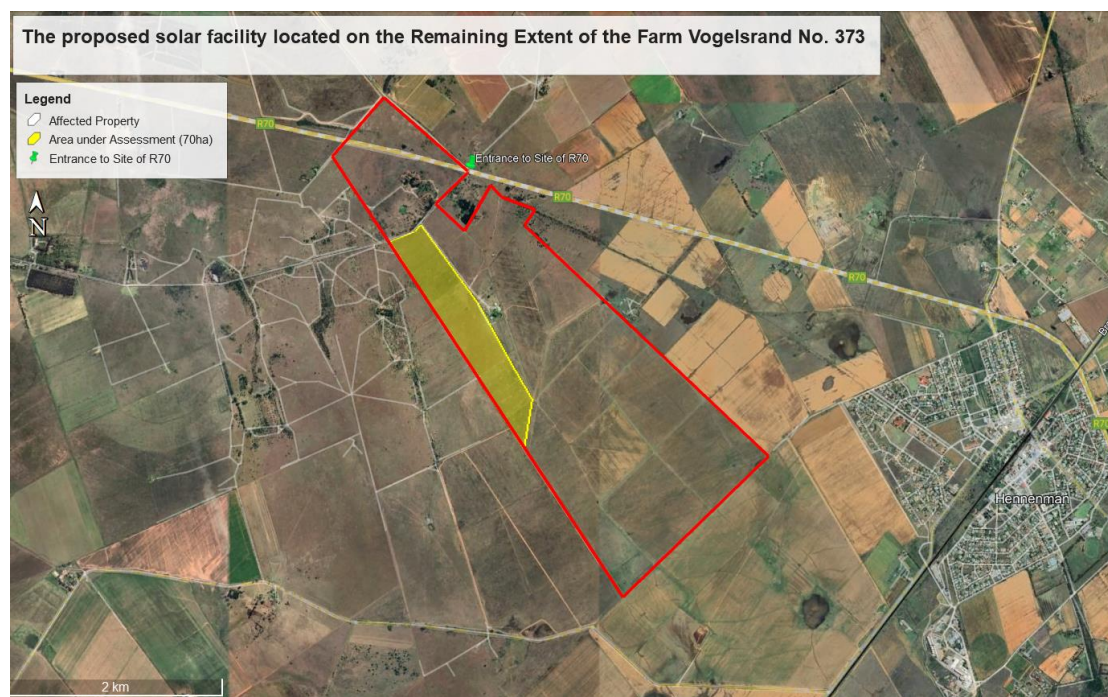 The proposed solar facility located on the Remaining Extent of the Farm Vogelsrand No. 373
Legend
Affected Property
Area under Assessment (70ha)
Entrance to Site of R70
R70
Entrance to Site of R70
N
R70
R70
R70
Hennenman
2 km